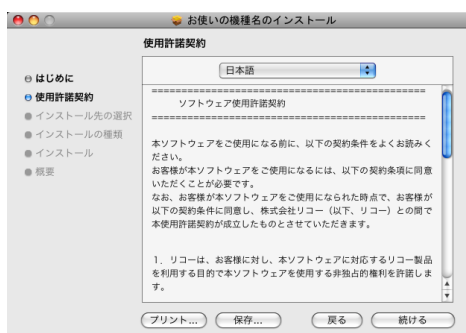 お使いの機種名のインストール
使用許諾契約
はじめに
使用許諾契約
インストール先の選択
インストールの種類
インストール
概要
日本語
==================================================
ソフトウェア使用許諾契約
==================================================
本ソフトウェアをご使用になる前に、以下の契約条件をよくお読みく
ださい。
お客様が本ソフトウェアをご使用になるには、以下の契約条項に同意
いただくことが必要です。
なお、お客様が本ソフトウェアをご使用になられた時点で、お客様が
以下の契約条件に同意し、株式会社リコー（以下、リコー）との間で
本使用許諾契約が成立したものとさせていただきます。
1．リコーは、お客様に対し、本ソフトウェアに対応するリコー製品
を利用する目的で本ソフトウェアを使用する非独占的権利を許諾しま
す。
プリント... 保存... 戻る 続ける